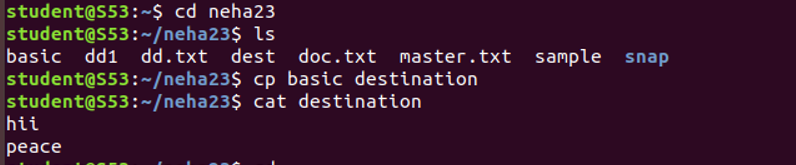 student@S53:~$ cd neha23
student@S53:~/neha23$ ls
basic  dd1  dd.txt  dest  doc.txt  master.txt  sample  snap
student@S53:~/neha23$ cp basic destination
student@S53:~/neha23$ cat destination
hii
peace